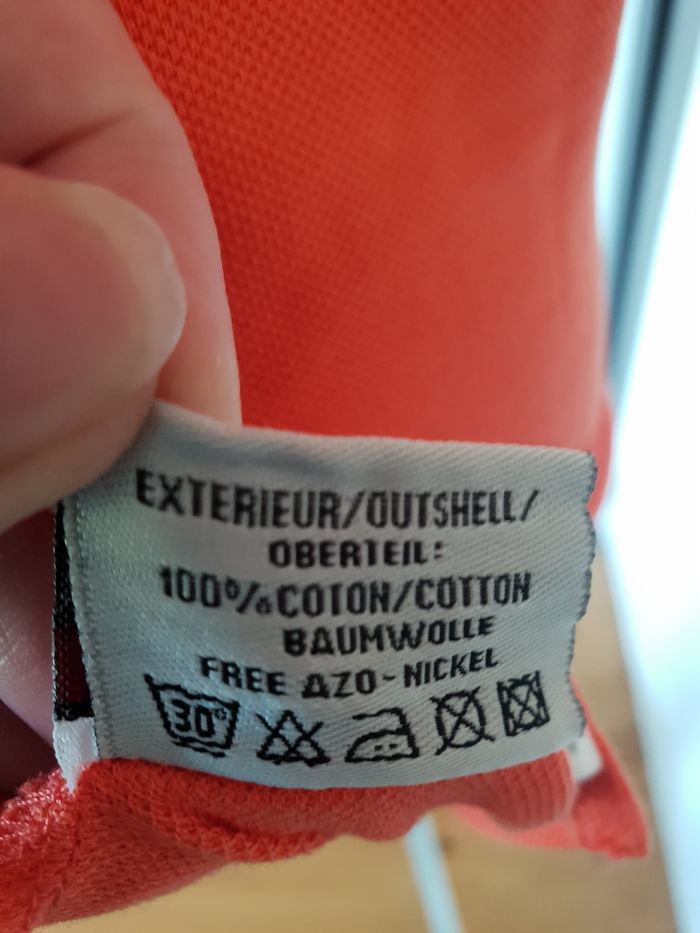 EXTERIEUR/OUTSHELL/
OBERTEIL:
100% COTON/COTTON
BAUMWOLLE
FREE AZO-NICKEL
30°